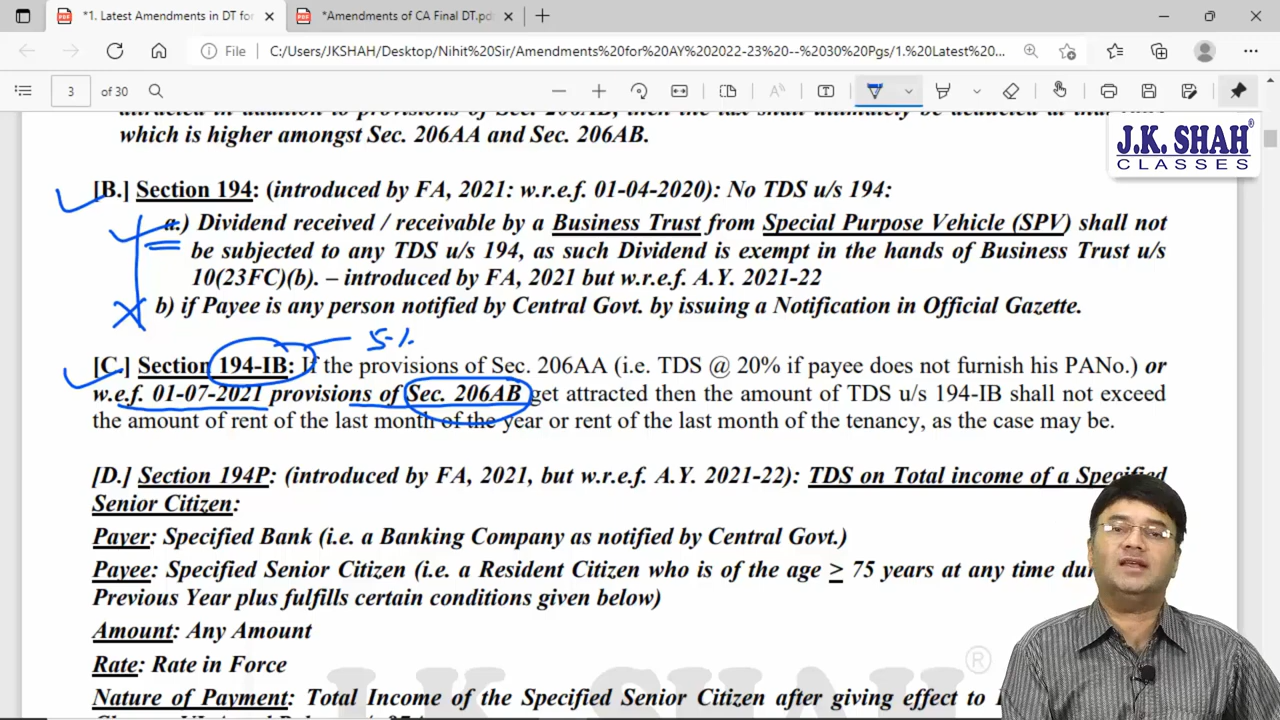 *1. Latest Amendments in DT for
*Amendments of CA Final DT.pd
File
C:/Users/JKSHAH/Desktop/Nihit%20Sir/Amendments%20for%20AY%202022-23%20--%2030%20Pgs/1.%20Latest%20...
3 of 30
J.K. SHAH®
CLASSES
which is higher amongst Sec. 206AA and Sec. 206AB.
[B.] Section 194: (introduced by FA, 2021: w.r.e.f. 01-04-2020): No TDS u/s 194:
a.) Dividend received / receivable by a Business Trust from Special Purpose Vehicle (SPV) shall not
be subjected to any TDS u/s 194, as such Dividend is exempt in the hands of Business Trust u/s
10(23FC)(b). – introduced by FA, 2021 but w.r.e.f. A.Y. 2021-22
b) if Payee is any person notified by Central Govt. by issuing a Notification in Official Gazette.
5%
[C.] Section 194-IB: If the provisions of Sec. 206AA (i.e. TDS @ 20% if payee does not furnish his PANo.) or
w.e.f. 01-07-2021 provisions of Sec. 206AB get attracted then the amount of TDS u/s 194-IB shall not exceed
the amount of rent of the last month of the year or rent of the last month of the tenancy, as the case may be.
[D.] Section 194P: (introduced by FA, 2021, but w.r.e.f. A.Y. 2021-22): TDS on Total income of a Specified
Senior Citizen:
Payer: Specified Bank (i.e. a Banking Company as notified by Central Govt.)
Payee: Specified Senior Citizen (i.e. a Resident Citizen who is of the age > 75 years at any time
Previous Year plus fulfills certain conditions given below)
Amount: Any Amount
Rate: Rate in Force
Nature of Payment: Total Income of the Specified Senior Citizen after giving effect to
J.K. SHAH®